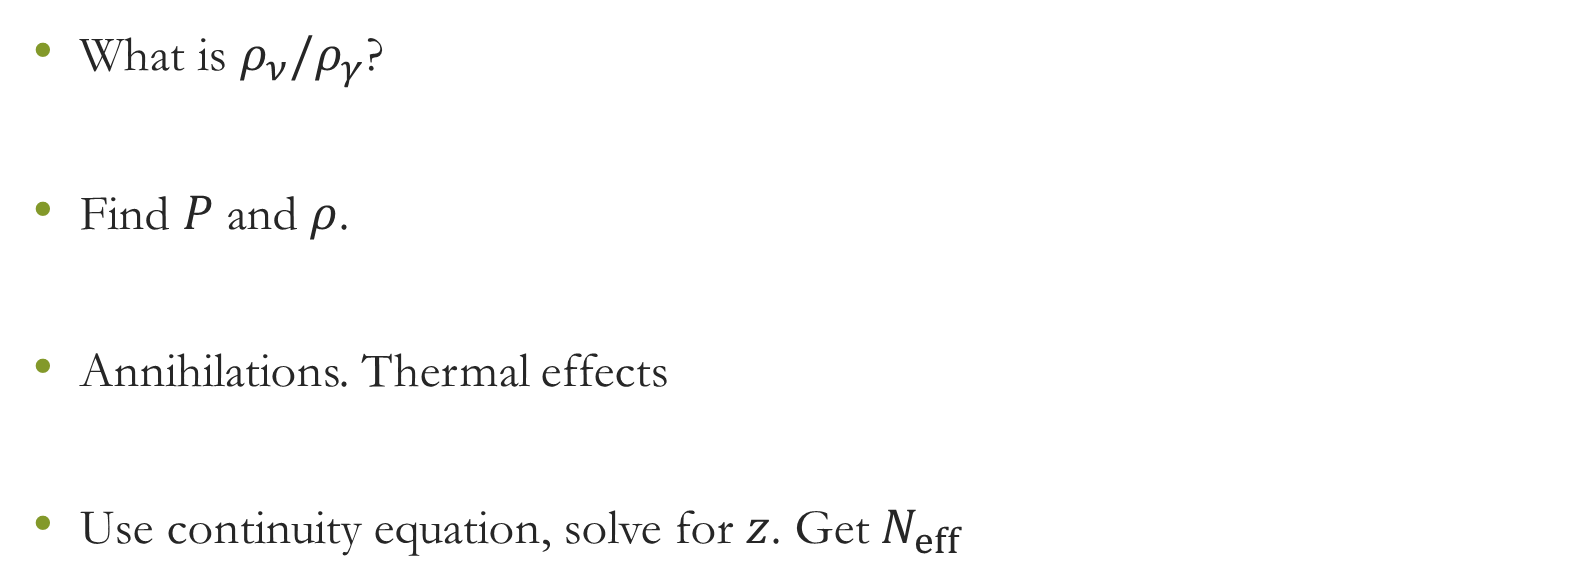 • What is ρ_ν/ρ_γ?
• Find P and ρ.
• Annihilations. Thermal effects
• Use continuity equation, solve for z. Get N_eff